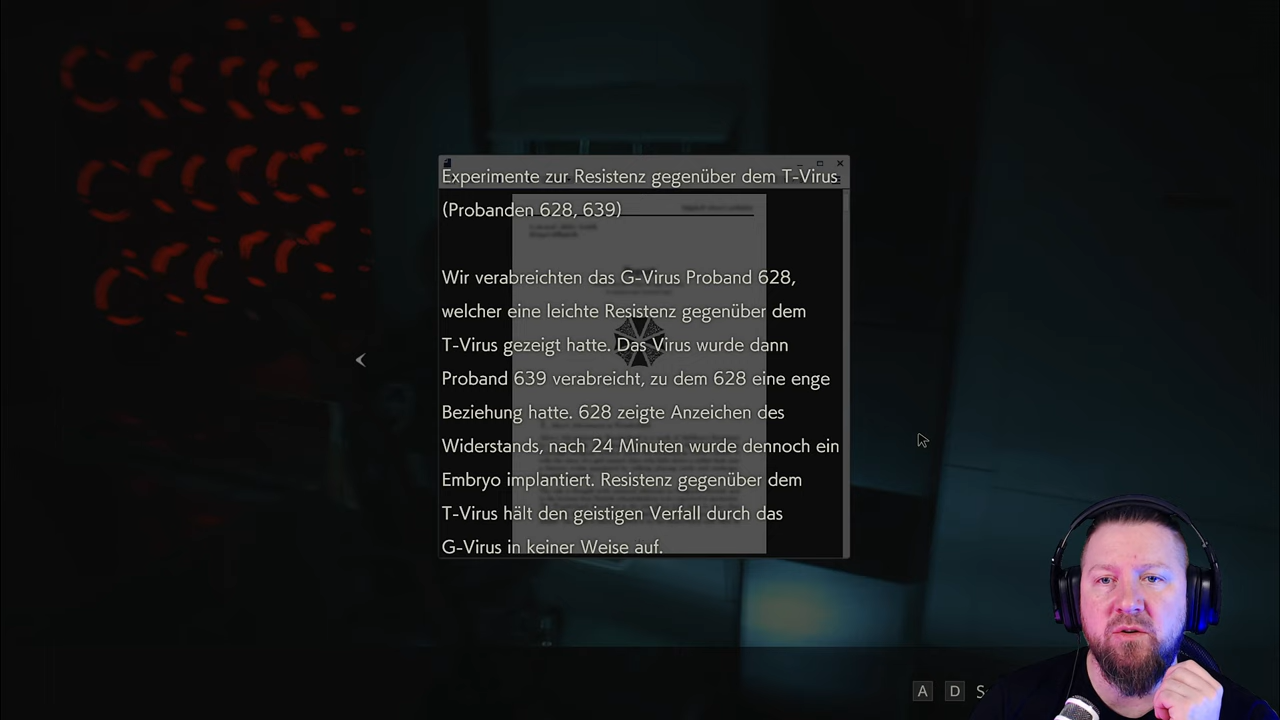 Experimente zur Resistenz gegenüber dem T-Virus
(Probanden 628, 639)
Wir verabreichten das G-Virus Proband 628,
welcher eine leichte Resistenz gegenüber dem
T-Virus gezeigt hatte. Das Virus wurde dann
Proband 639 verabreicht, zu dem 628 eine enge
Beziehung hatte. 628 zeigte Anzeichen des
Widerstands, nach 24 Minuten wurde dennoch ein
Embryo implantiert. Resistenz gegenüber dem
T-Virus hält den geistigen Verfall durch das
G-Virus in keiner Weise auf.
A D